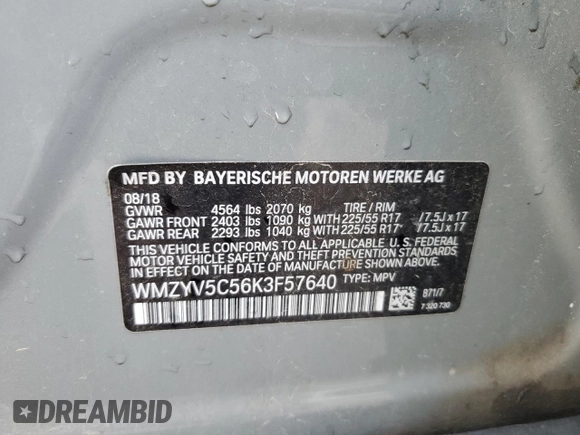 MFD BY BAYERISCHE MOTOREN WERKE AG
08/18
GVWR 4564 lbs 2070 kg TIRE / RIM
GAWR FRONT 2403 lbs 1090 kg WITH 225/55 R17 /7.5J x 17
GAWR REAR 2293 lbs 1040 kg WITH 225/55 R17 /7.5J x 17
THIS VEHICLE CONFORMS TO ALL APPLICABLE U.S. FEDERAL
MOTOR VEHICLE SAFETY AND THEFT PREVENTION STANDARDS
IN EFFECT ON THE DATE OF MANUFACTURE SHOWN ABOVE.
WMZYV5C56K3F57640 TYPE: MPV
871/7
7 320 730
DREAMBID